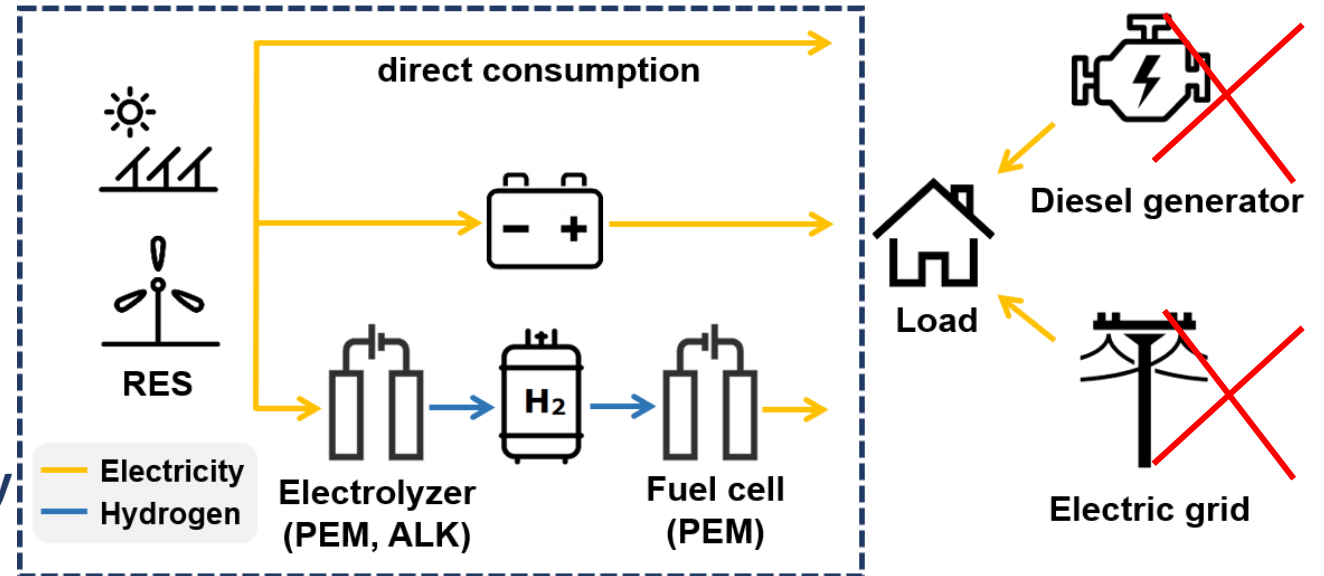 direct consumption
Diesel generator
− +
Load
RES
H₂
Electricity
Hydrogen
Electrolyzer
(PEM, ALK)
Fuel cell
(PEM)
Electric grid
y